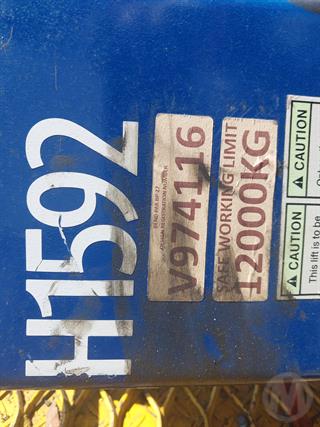 H1592
V974116
SAFE WORKING LIMIT
12000KG
CAUTION
CAUTION
This lift is to be